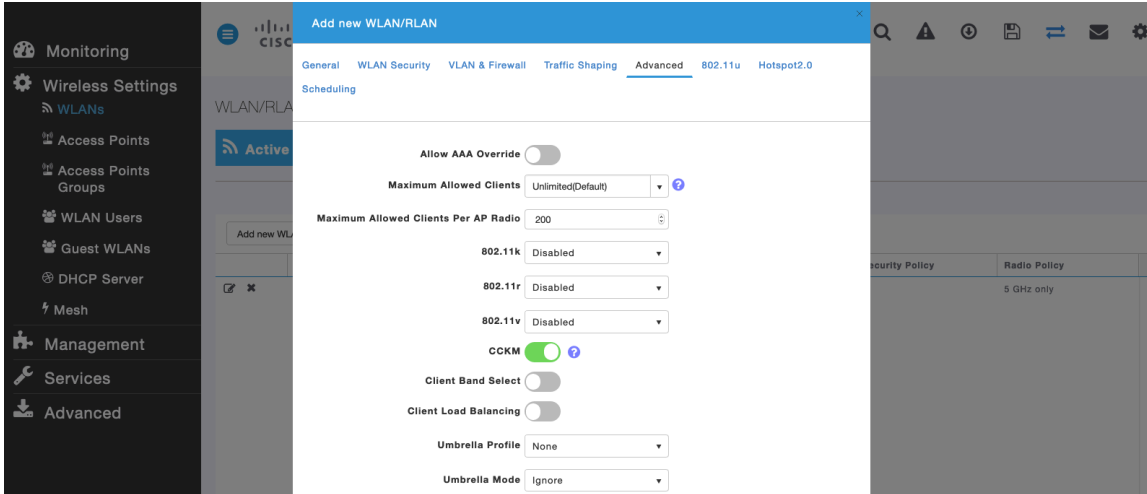 Monitoring
Wireless Settings
WLANs
Access Points
Access Points
Groups
WLAN Users
Guest WLANs
DHCP Server
Mesh
Management
Services
Advanced
CISC
WLAN/RLA
Active
Add new WL
ecurity Policy
Radio Policy
5 GHz only
Add new WLAN/RLAN
×
General WLAN Security VLAN & Firewall Traffic Shaping Advanced 802.11u Hotspot2.0
Scheduling
Allow AAA Override
Maximum Allowed Clients Unlimited(Default) ?
Maximum Allowed Clients Per AP Radio 200
802.11k Disabled
802.11r Disabled
802.11v Disabled
CCKM ?
Client Band Select
Client Load Balancing
Umbrella Profile None
Umbrella Mode Ignore